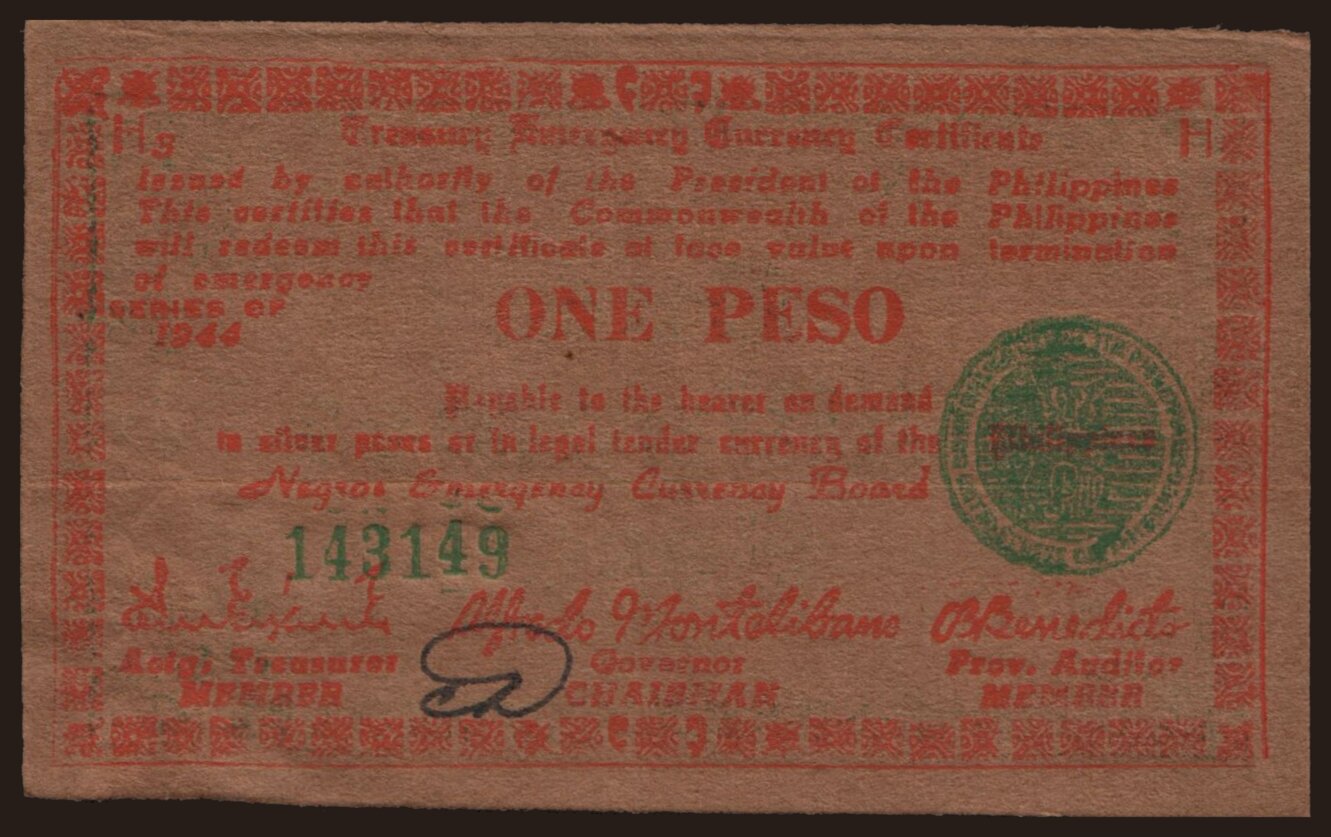 H3 Treasury Emergency Currency Certificate H
Issued by authority of the President of the Philippines
This certifies that the Commonwealth of the Philippines
will redeem this certificate at face value upon termination
of emergency
SERIES OF
1944
ONE PESO
Payable to the bearer on demand
in silver pesos or in legal tender currency of the Philippines
Negros Emergency Currency Board
143149
Alfredo Montelibano BBenedicto
Actg. Treasurer Governor Prov. Auditor
MEMBER CHAIRMAN MEMBER